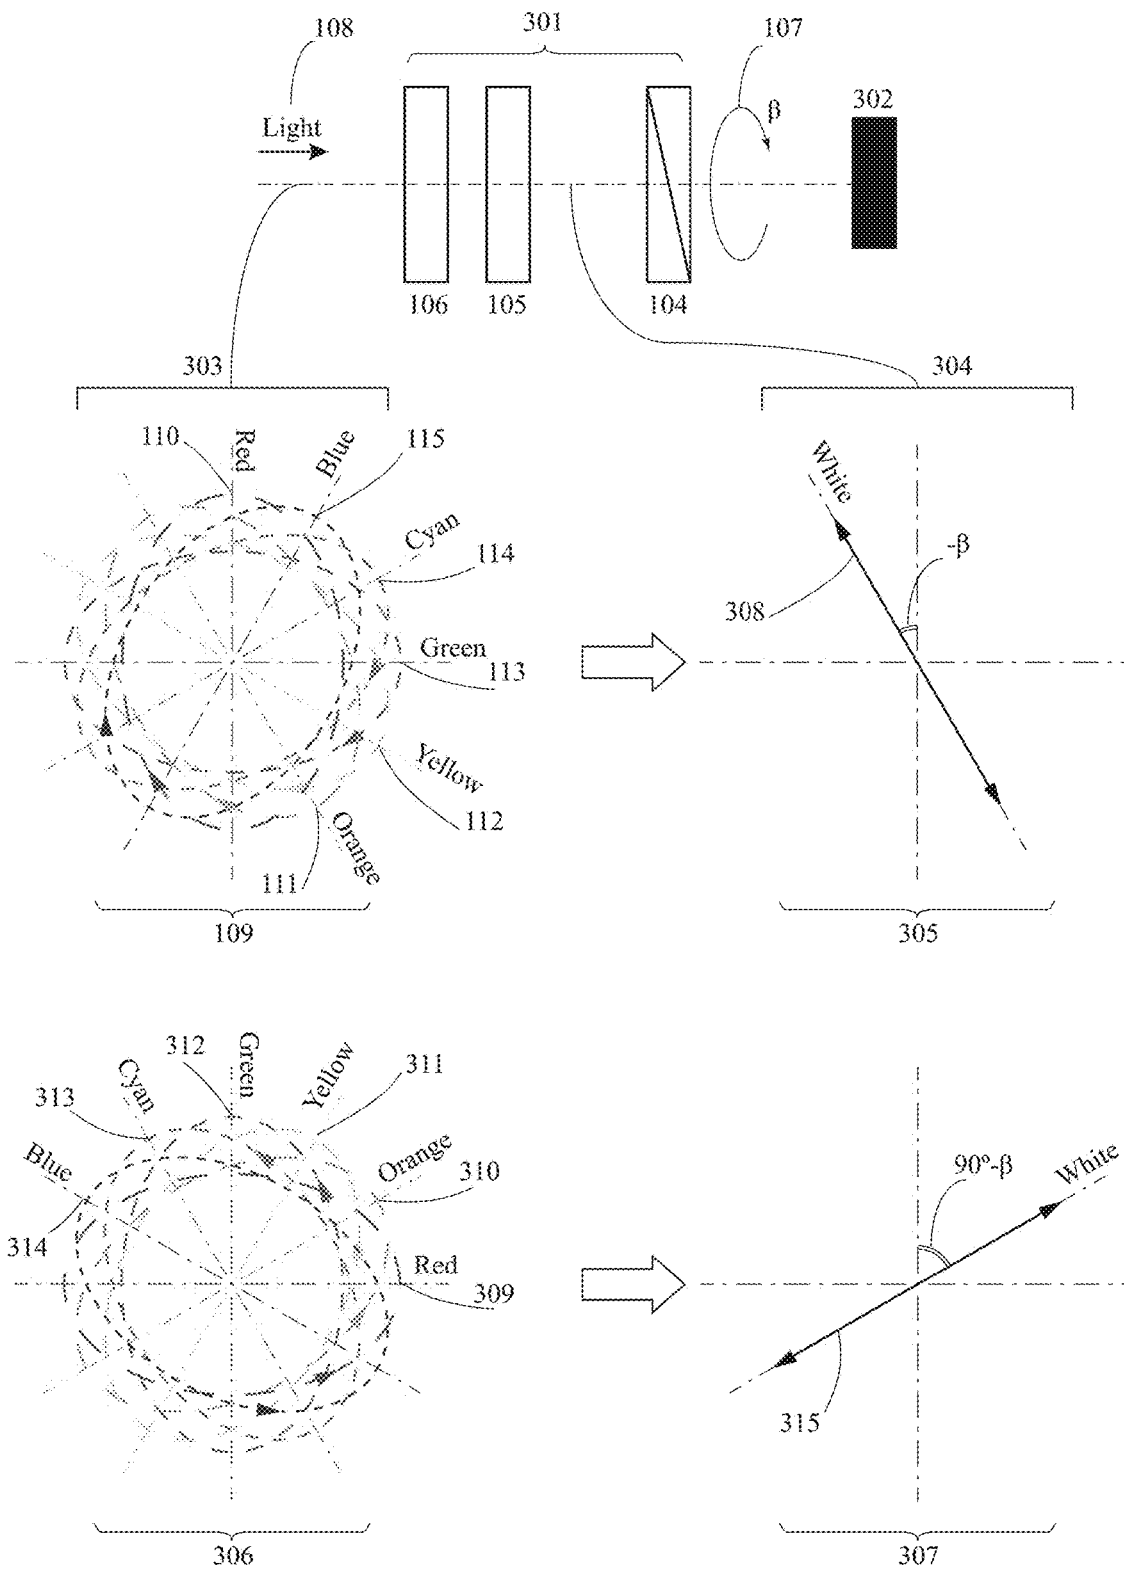 108
301
107
Light
β
302
106
105
104
303
304
110
Red
Blue
115
White
Cyan
114
-β
308
Green
113
Yellow
112
Orange
111
109
305
312
Green
Yellow
311
Cyan
313
Blue
Orange
310
90°-β
White
314
Red
309
315
306
307